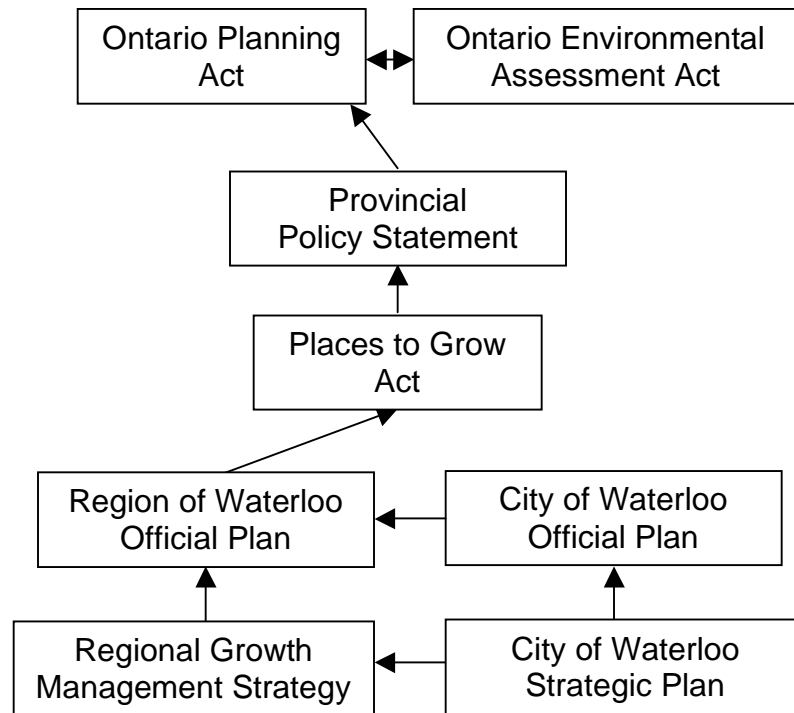 Ontario Planning
Act
Ontario Environmental
Assessment Act
Provincial
Policy Statement
Places to Grow
Act
Region of Waterloo
Official Plan
City of Waterloo
Official Plan
Regional Growth
Management Strategy
City of Waterloo
Strategic Plan